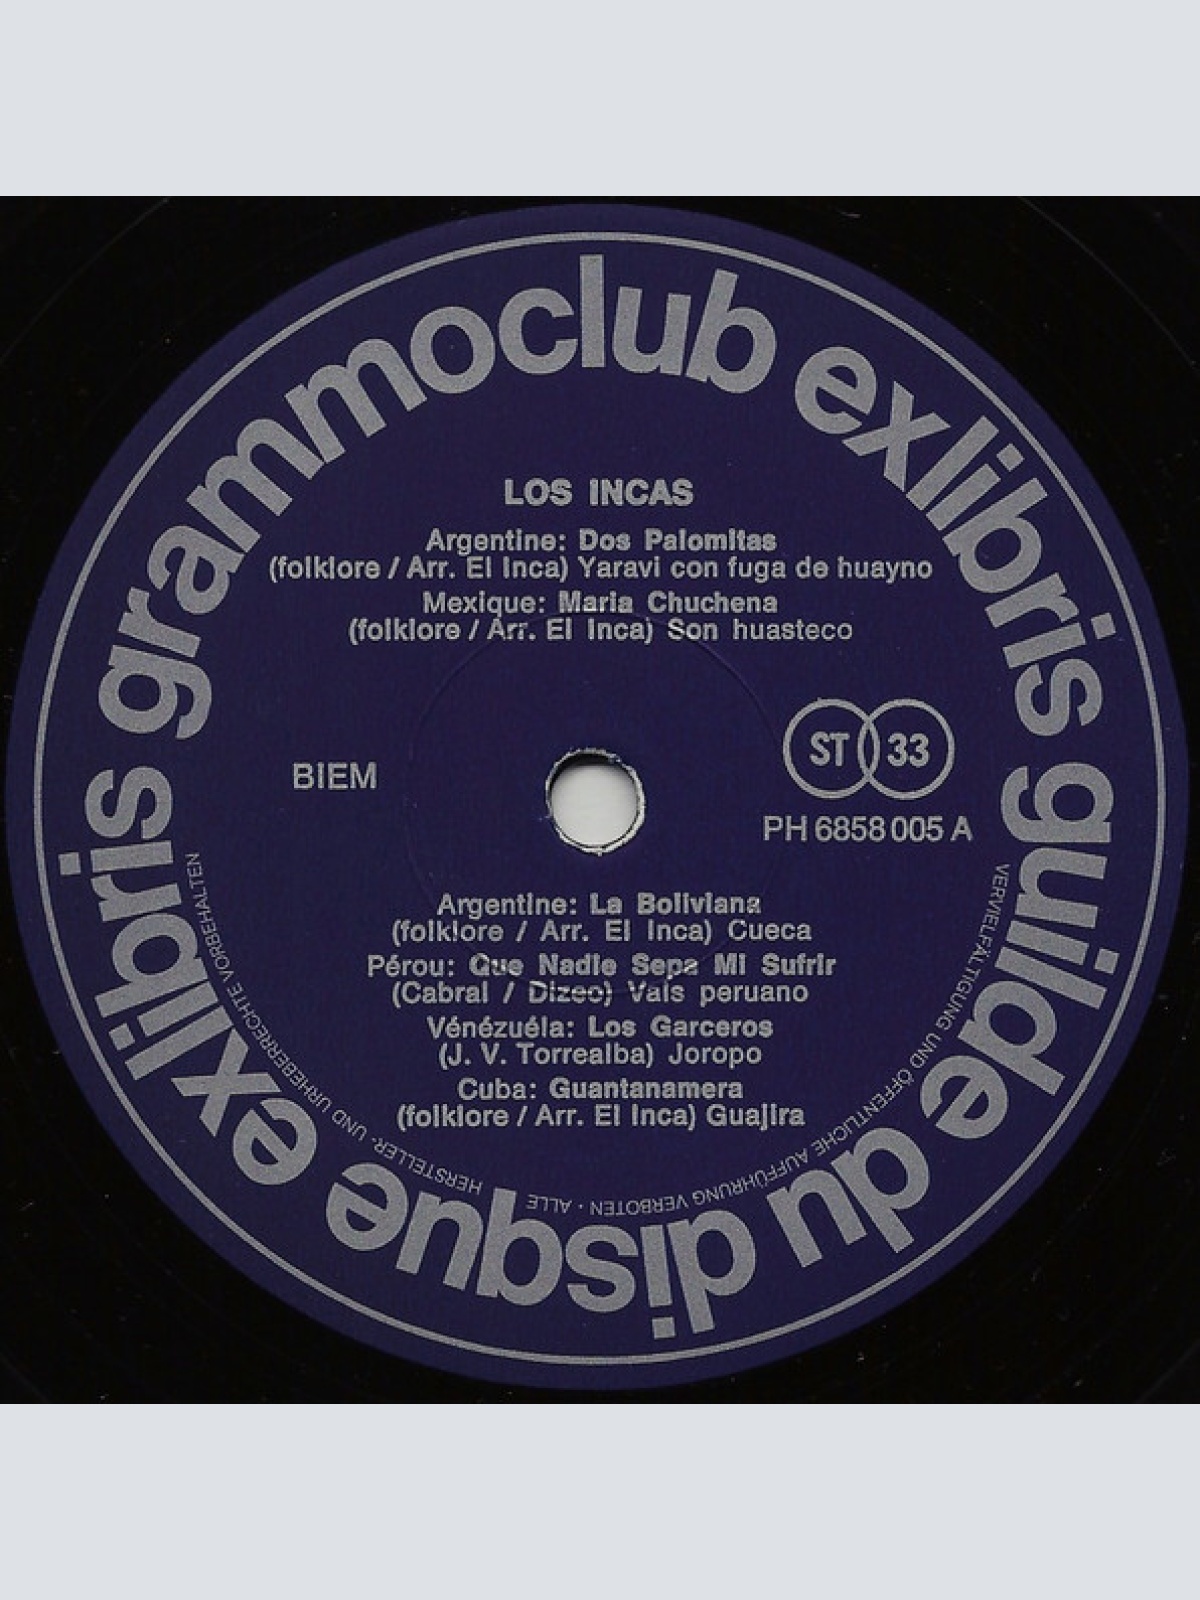 grammoclub exlibris guilde du disque exlibris
LOS INCAS
Argentine: Dos Palomitas
(folklore / Arr. El Inca) Yaravi con fuga de huayno
Mexique: Maria Chuchena
(folklore / Arr. El Inca) Son huasteco
BIEM
ST 33
PH 6858 005 A
Argentine: La Boliviana
(folklore / Arr. El Inca) Cueca
Pérou: Que Nadie Sepa Mi Sufrir
(Cabral / Dizeo) Vals peruano
Vénézuéla: Los Garceros
(J. V. Torrealba) Joropo
Cuba: Guantanamera
(folklore / Arr. El Inca) Guajira
VERVIELFÄLTIGUNG UND ÖFFENTLICHE AUFFÜHRUNG VERBOTEN · ALLE HERSTELLER- UND URHEBERRECHTE VORBEHALTEN